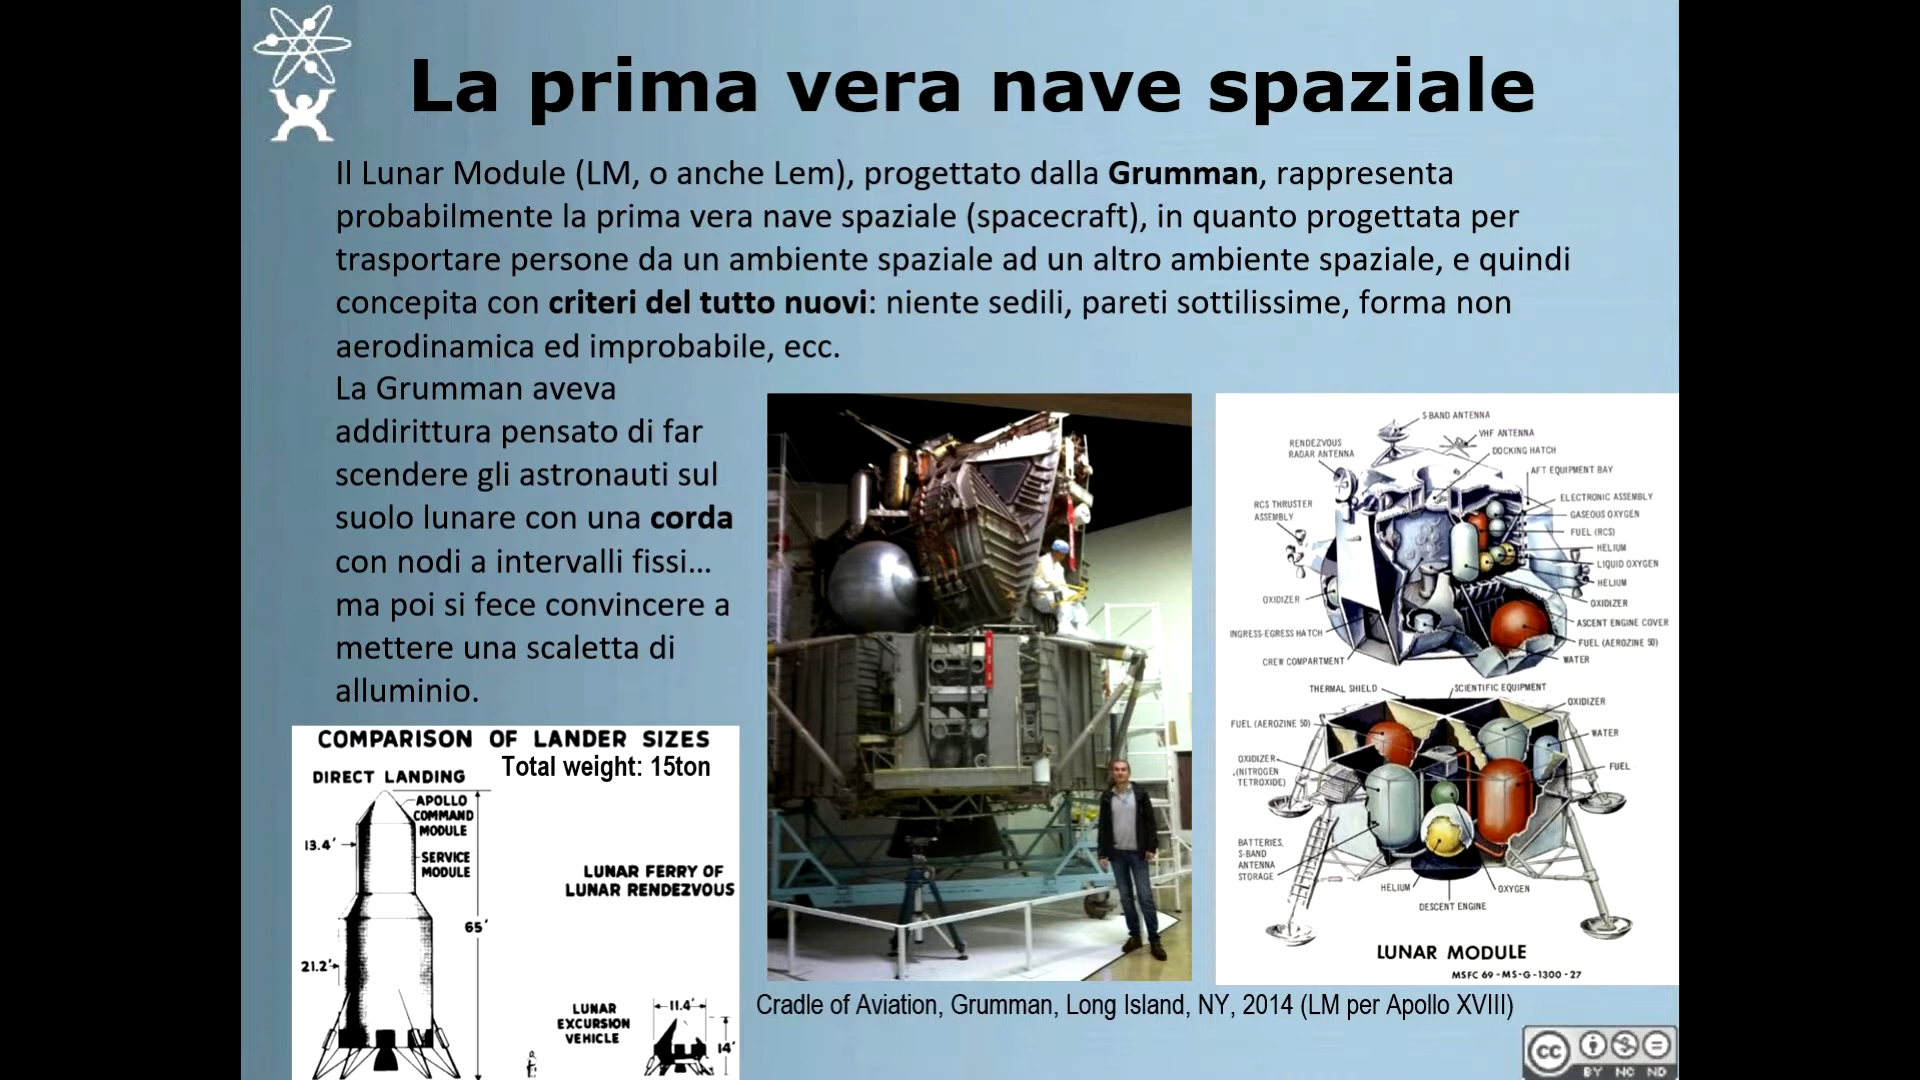 La prima vera nave spaziale
Il Lunar Module (LM, o anche Lem), progettato dalla Grumman, rappresenta
probabilmente la prima vera nave spaziale (spacecraft), in quanto progettata per
trasportare persone da un ambiente spaziale ad un altro ambiente spaziale, e quindi
concepita con criteri del tutto nuovi: niente sedili, pareti sottilissime, forma non
aerodinamica ed improbabile, ecc.
La Grumman aveva
addirittura pensato di far
scendere gli astronauti sul
suolo lunare con una corda
con nodi a intervalli fissi...
ma poi si fece convincere a
mettere una scaletta di
alluminio.
COMPARISON OF LANDER SIZES
Total weight: 15ton
DIRECT LANDING
APOLLO
COMMAND
MODULE
13.4'
SERVICE
MODULE
65'
21.2'
LUNAR FERRY OF
LUNAR RENDEZVOUS
LUNAR
EXCURSION
VEHICLE
11.4'
14'
S-BAND ANTENNA
VHF ANTENNA
RENDEZVOUS
RADAR ANTENNA
DOCKING HATCH
AFT EQUIPMENT BAY
RCS THRUSTER
ASSEMBLY
ELECTRONIC ASSEMBLY
GASEOUS OXYGEN
FUEL (RCS)
HELIUM
LIQUID OXYGEN
HELIUM
OXIDIZER
OXIDIZER
ASCENT ENGINE COVER
INGRESS-EGRESS HATCH
FUEL (AEROZINE 50)
CREW COMPARTMENT
WATER
THERMAL SHIELD
SCIENTIFIC EQUIPMENT
OXIDIZER
FUEL (AEROZINE 50)
WATER
OXIDIZER
(NITROGEN
TETROXIDE)
FUEL
BATTERIES,
S-BAND
ANTENNA
STORAGE
HELIUM
OXYGEN
DESCENT ENGINE
LUNAR MODULE
MSFC 69-MS-G-1300-27
Cradle of Aviation, Grumman, Long Island, NY, 2014 (LM per Apollo XVIII)
cc
BY NC ND